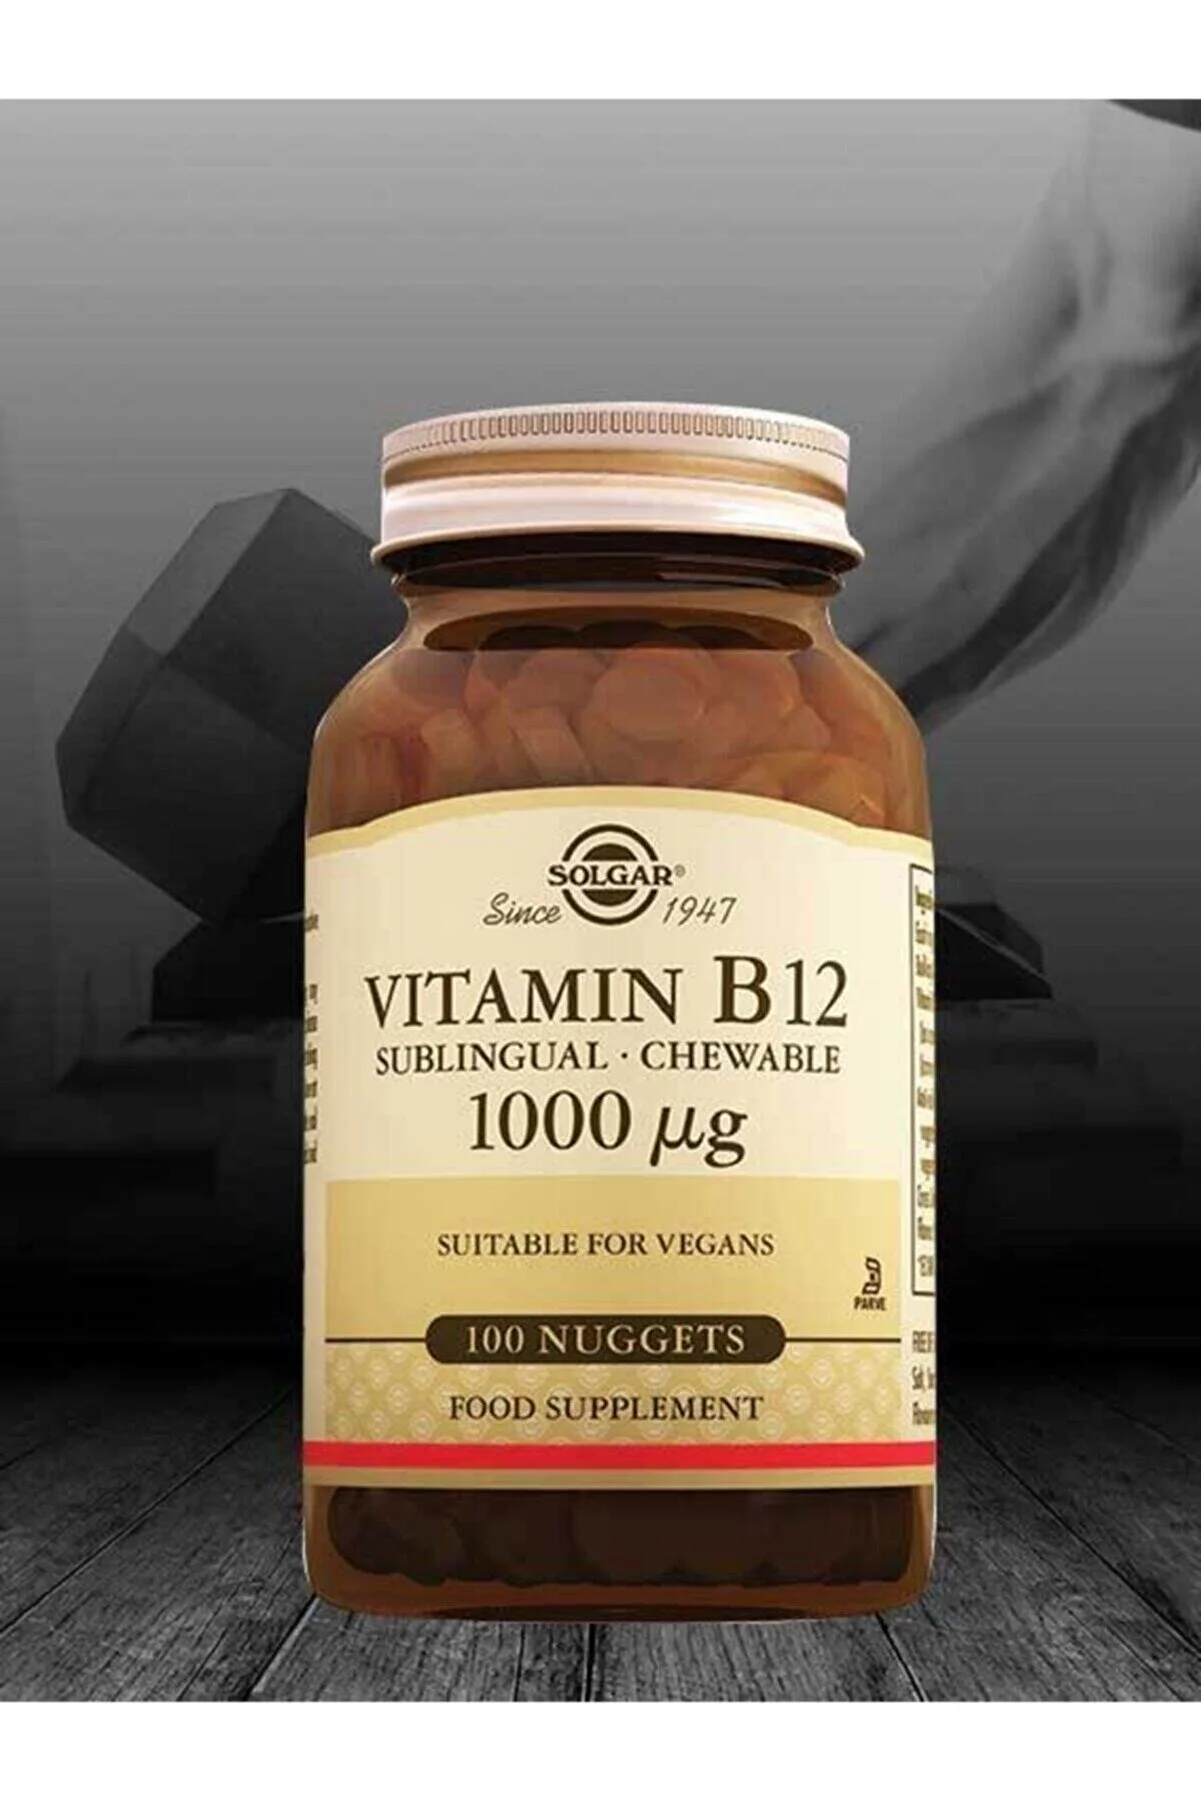 SOLGAR®
Since 1947
VITAMIN B12
SUBLINGUAL · CHEWABLE
1000 µg
SUITABLE FOR VEGANS
PARVE
100 NUGGETS
FOOD SUPPLEMENT